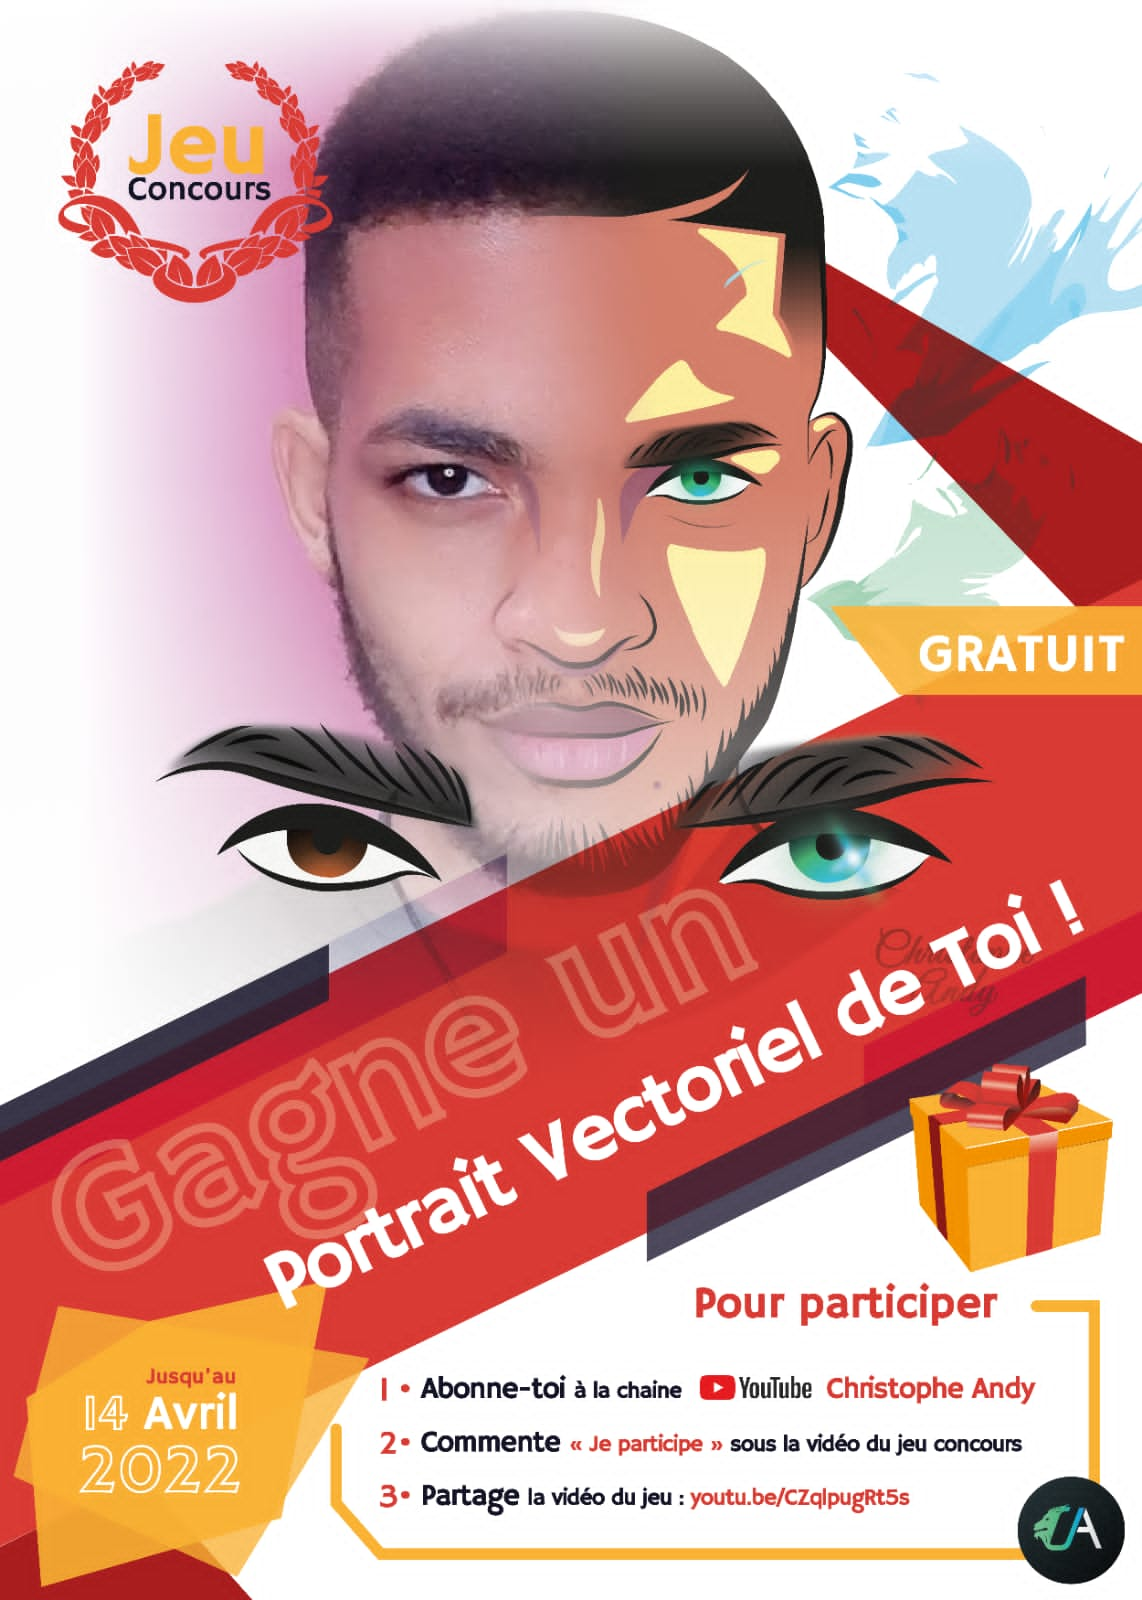 Jeu
Concours
GRATUIT
Christophe
Andy
Gagne un
Portrait Vectoriel de Toi !
Pour participer
Jusqu'au
14 Avril
2022
1• Abonne-toi à la chaine YouTube Christophe Andy
2• Commente « Je participe » sous la vidéo du jeu concours
3• Partage la vidéo du jeu : youtu.be/CZqlpugRt5s
CA